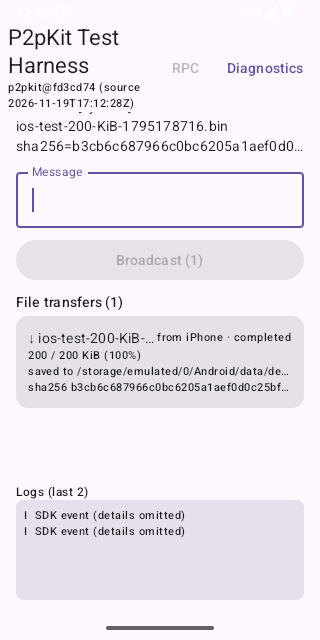 P2pKit Test
Harness
RPC
Diagnostics
p2pkit@fd3cd74 (source
2026-11-19T17:12:28Z)
ios-test-200-KiB-1795178716.bin
sha256=b3cb6c687966c0bc6205a1aef0d0…
Message
Broadcast (1)
File transfers (1)
↓ ios-test-200-KiB-… from iPhone · completed
200 / 200 KiB (100%)
saved to /storage/emulated/0/Android/data/de…
sha256 b3cb6c687966c0bc6205a1aef0d0c25bf…
Logs (last 2)
I SDK event (details omitted)
I SDK event (details omitted)